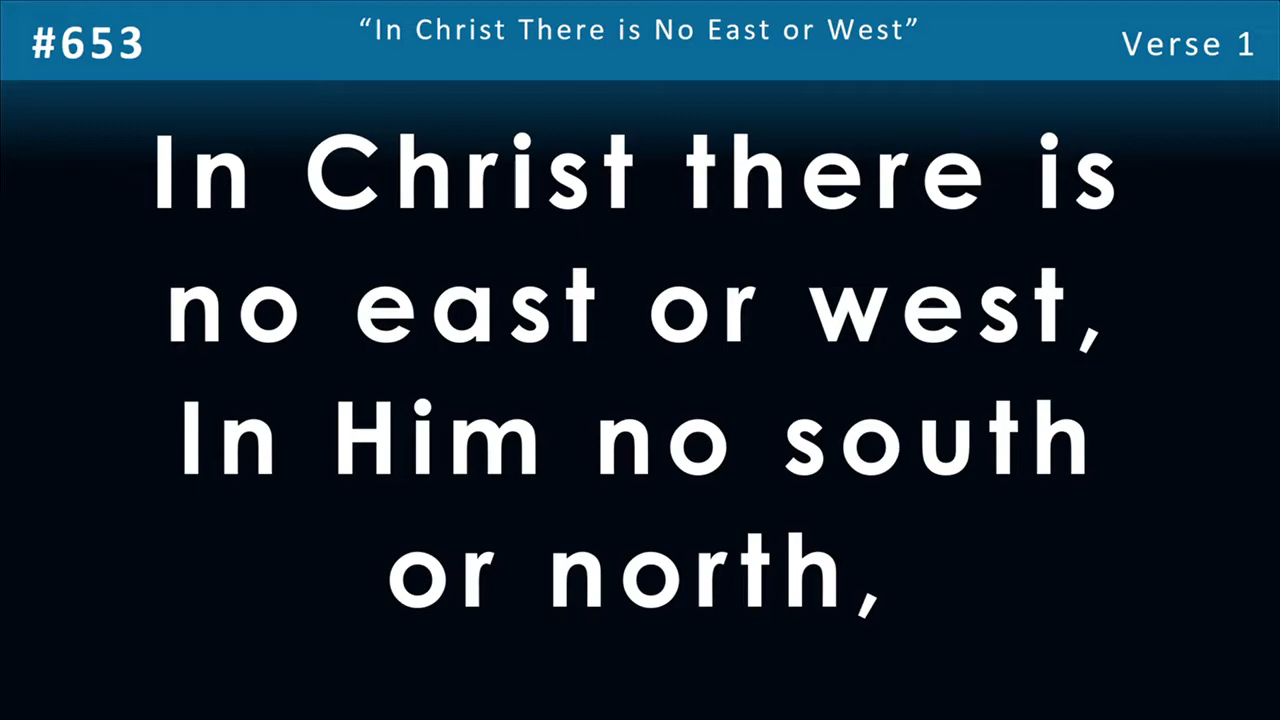 #653
“In Christ There is No East or West”
Verse 1
In Christ there is
no east or west,
In Him no south
or north,